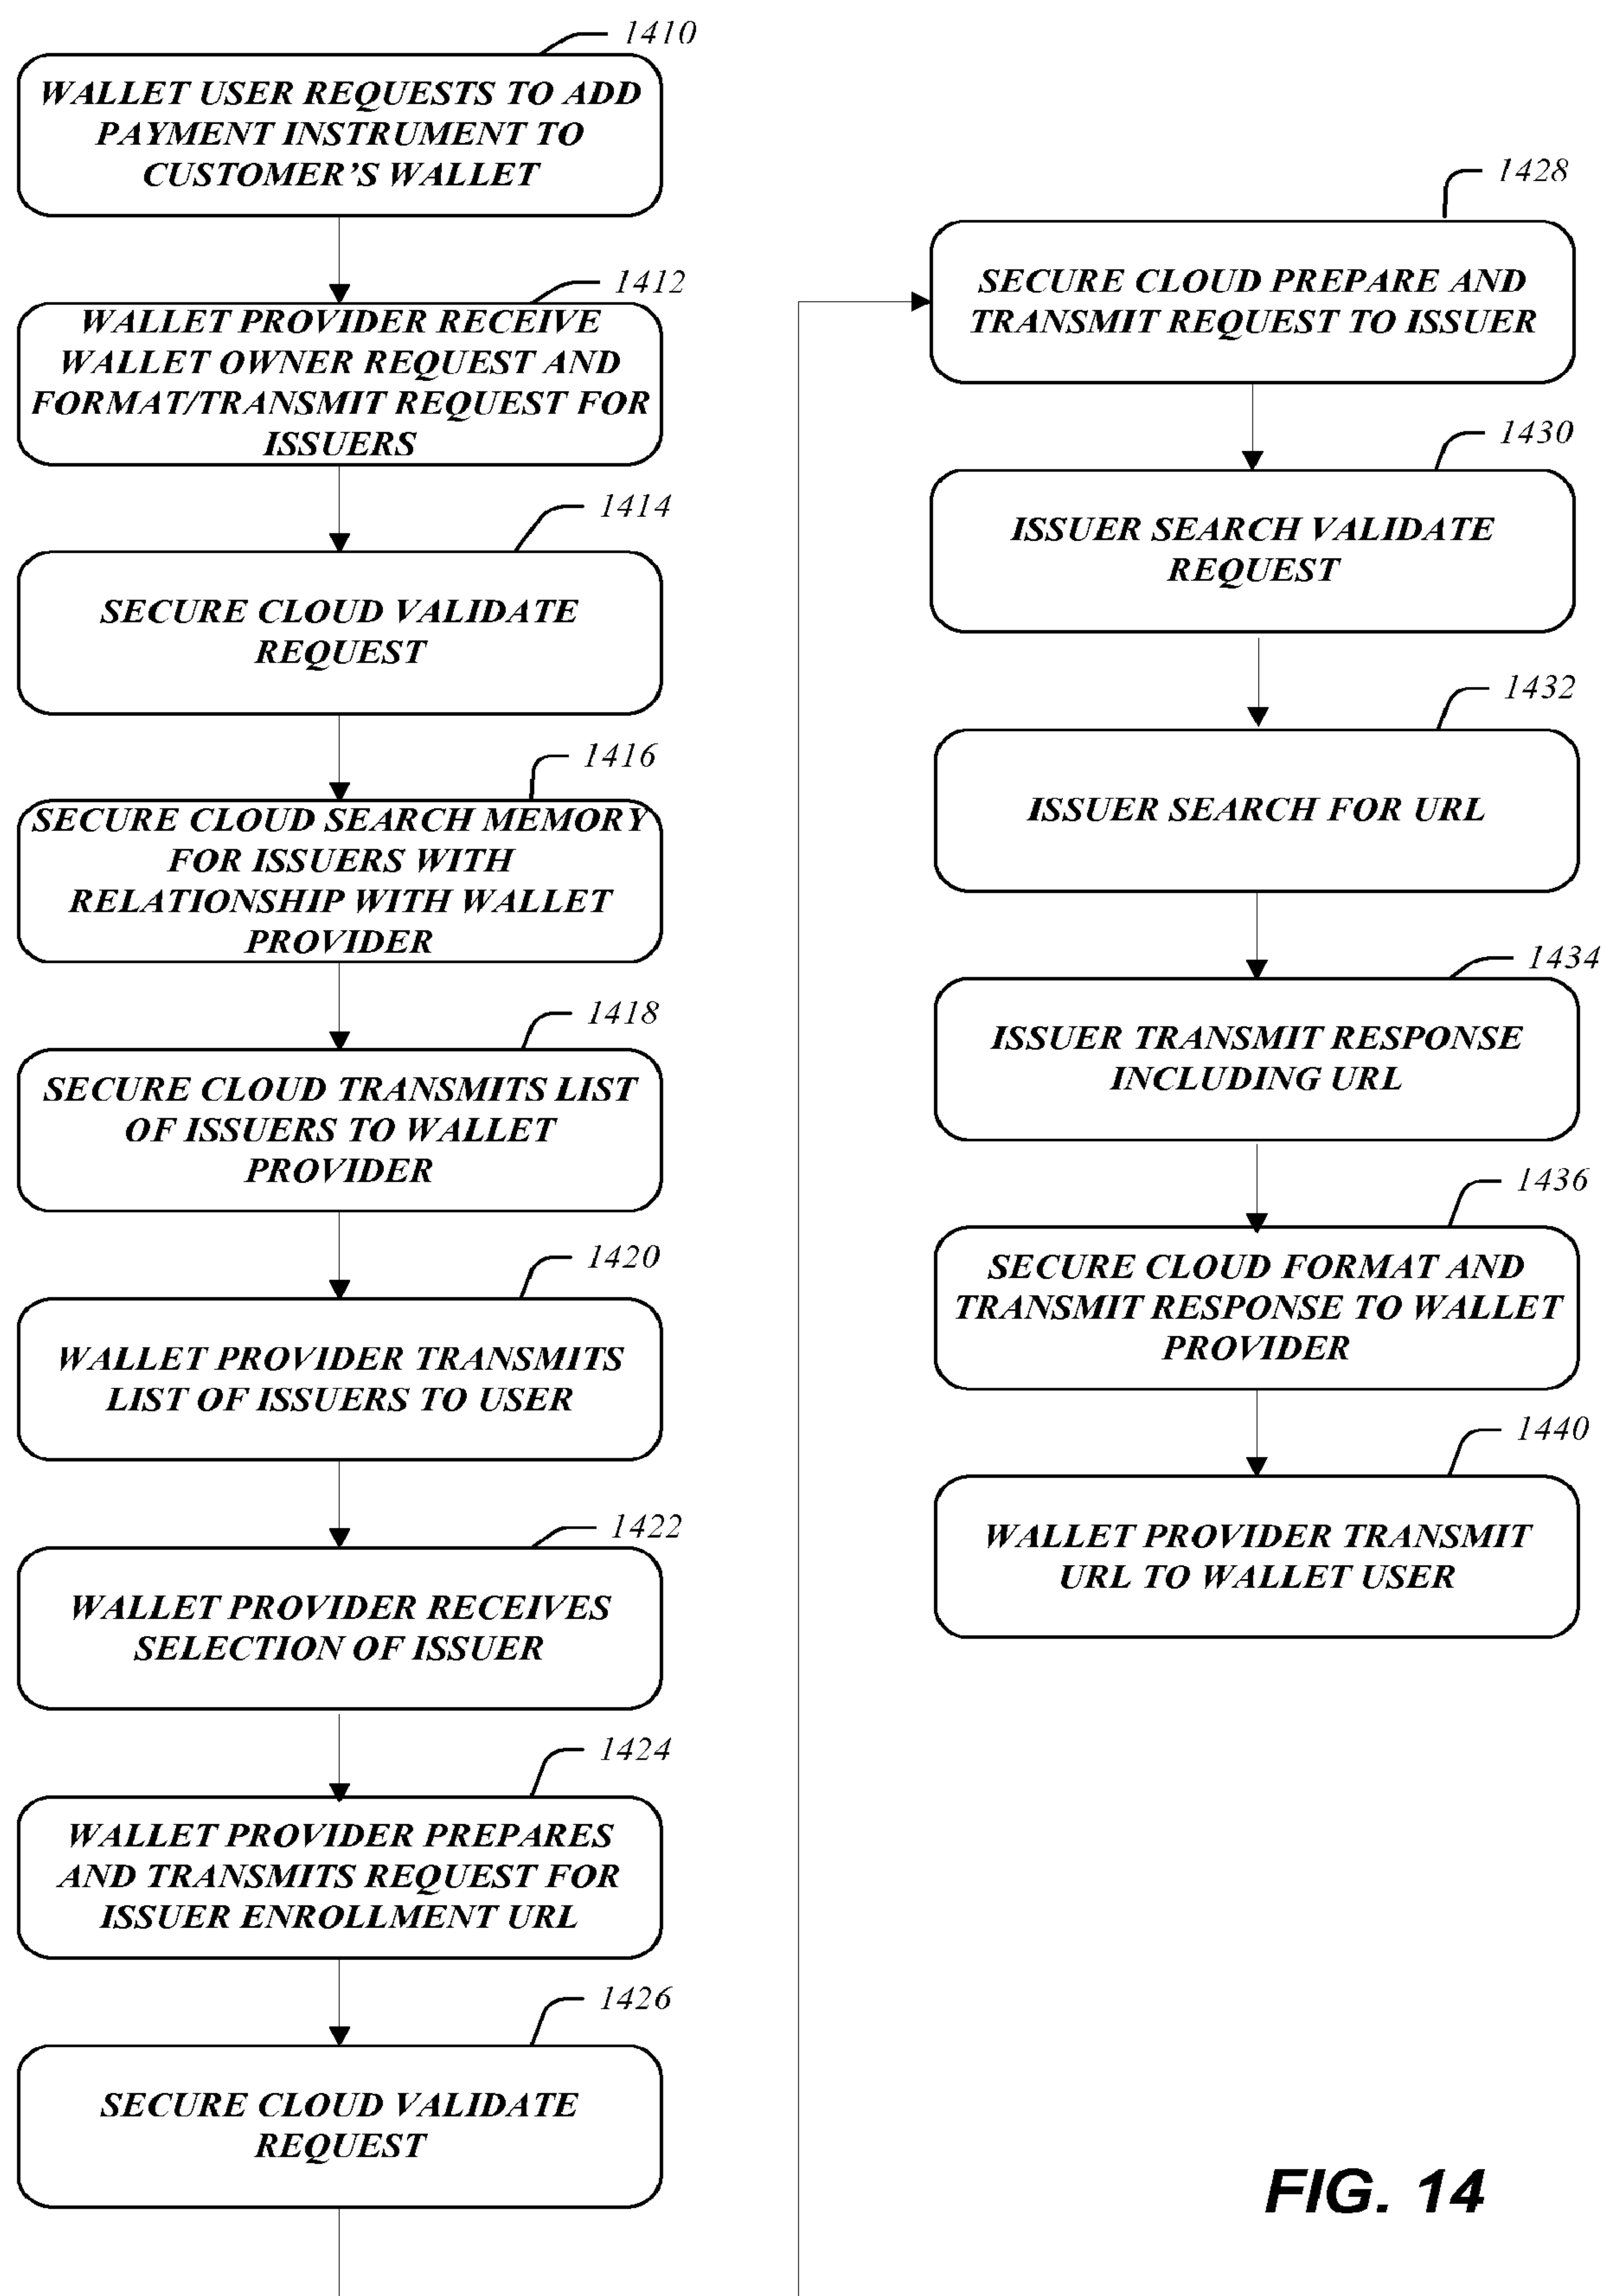 1410
WALLET USER REQUESTS TO ADD
PAYMENT INSTRUMENT TO
CUSTOMER’S WALLET
1412
WALLET PROVIDER RECEIVE
WALLET OWNER REQUEST AND
FORMAT/TRANSMIT REQUEST FOR
ISSUERS
1414
SECURE CLOUD VALIDATE
REQUEST
1416
SECURE CLOUD SEARCH MEMORY
FOR ISSUERS WITH
RELATIONSHIP WITH WALLET
PROVIDER
1418
SECURE CLOUD TRANSMITS LIST
OF ISSUERS TO WALLET
PROVIDER
1420
WALLET PROVIDER TRANSMITS
LIST OF ISSUERS TO USER
1422
WALLET PROVIDER RECEIVES
SELECTION OF ISSUER
1424
WALLET PROVIDER PREPARES
AND TRANSMITS REQUEST FOR
ISSUER ENROLLMENT URL
1426
SECURE CLOUD VALIDATE
REQUEST
1428
SECURE CLOUD PREPARE AND
TRANSMIT REQUEST TO ISSUER
1430
ISSUER SEARCH VALIDATE
REQUEST
1432
ISSUER SEARCH FOR URL
1434
ISSUER TRANSMIT RESPONSE
INCLUDING URL
1436
SECURE CLOUD FORMAT AND
TRANSMIT RESPONSE TO WALLET
PROVIDER
1440
WALLET PROVIDER TRANSMIT
URL TO WALLET USER
FIG. 14